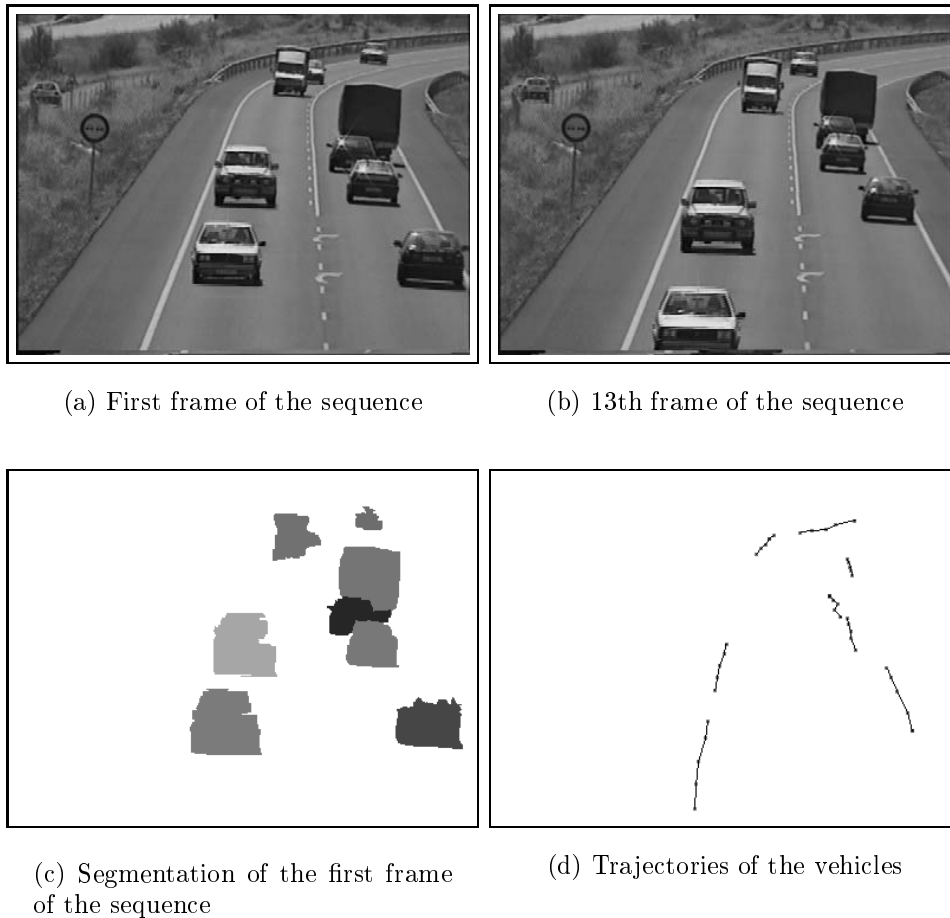 (a) First frame of the sequence
(b) 13th frame of the sequence
(c) Segmentation of the first frame
of the sequence
(d) Trajectories of the vehicles